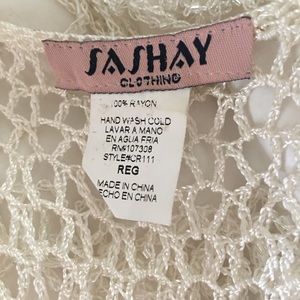 SASHAY
CLOTHING
100% RAYON
HAND WASH COLD
LAVAR A MANO
EN AGUA FRIA
RN#107308
STYLE#CR111
REG
MADE IN CHINA
ECHO EN CHINA